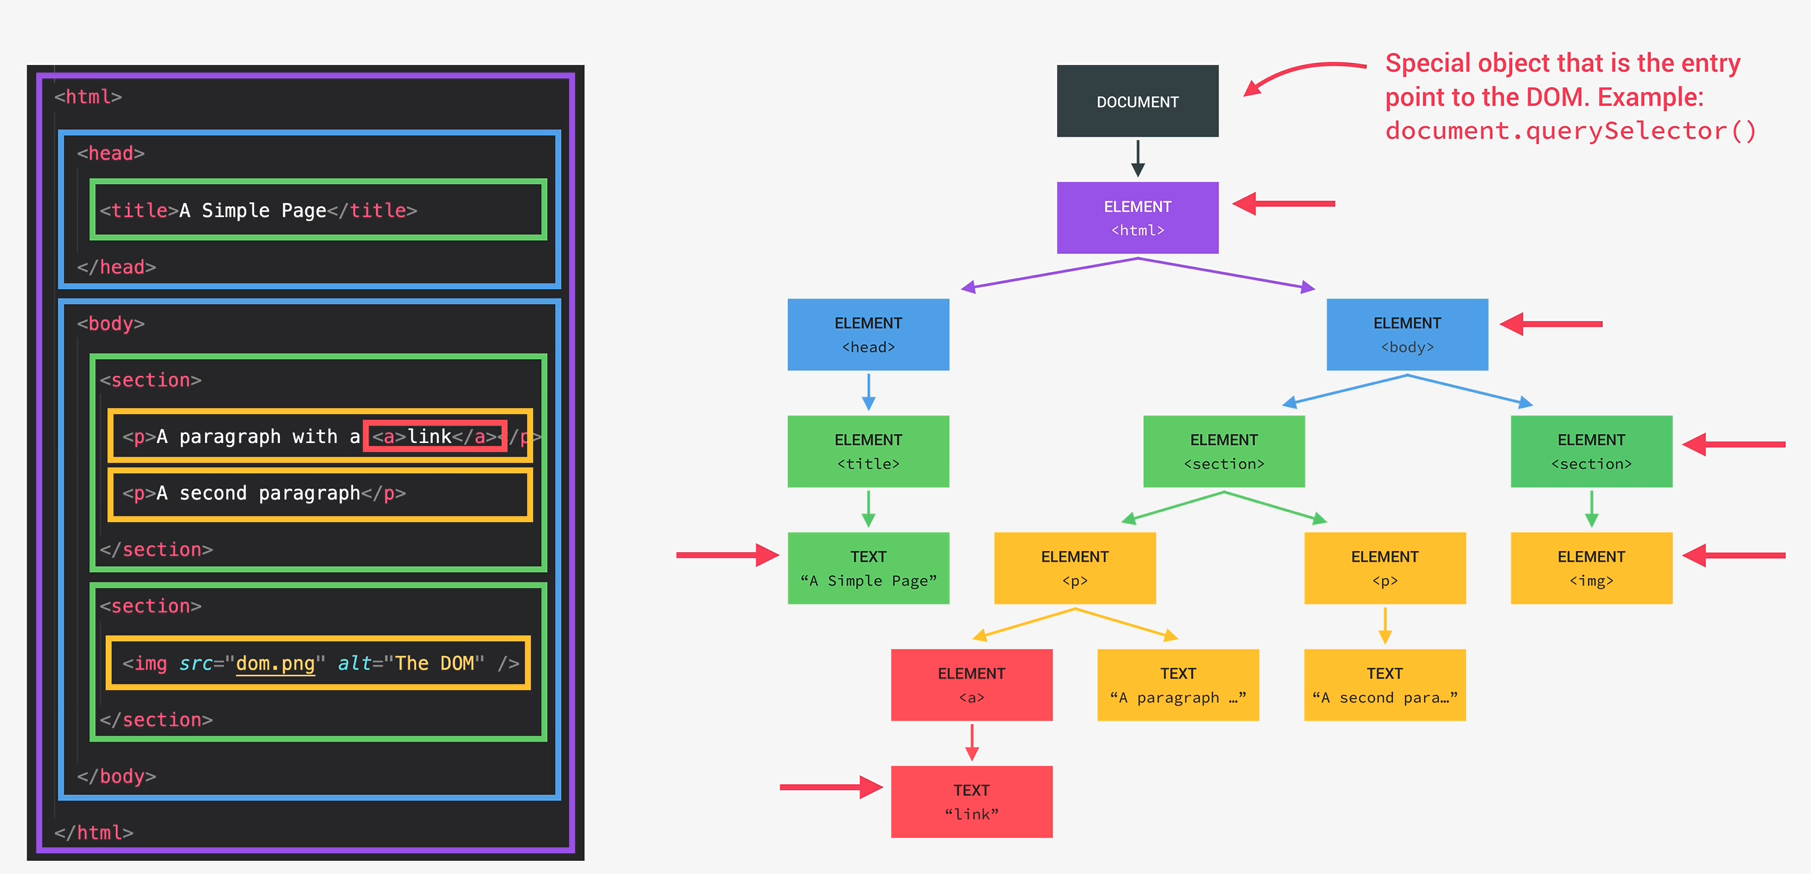 <html>
<head>
<title>A Simple Page</title>
</head>
<body>
<section>
<p>A paragraph with a <a>link</a></p>
<p>A second paragraph</p>
</section>
<section>
<img src="dom.png" alt="The DOM" />
</section>
</body>
</html>
DOCUMENT
Special object that is the entry
point to the DOM. Example:
document.querySelector()
ELEMENT
<html>
ELEMENT
<head>
ELEMENT
<body>
ELEMENT
<title>
ELEMENT
<section>
ELEMENT
<section>
TEXT
“A Simple Page”
ELEMENT
<p>
ELEMENT
<p>
ELEMENT
<img>
ELEMENT
<a>
TEXT
“A paragraph …”
TEXT
“A second para…”
TEXT
“link”